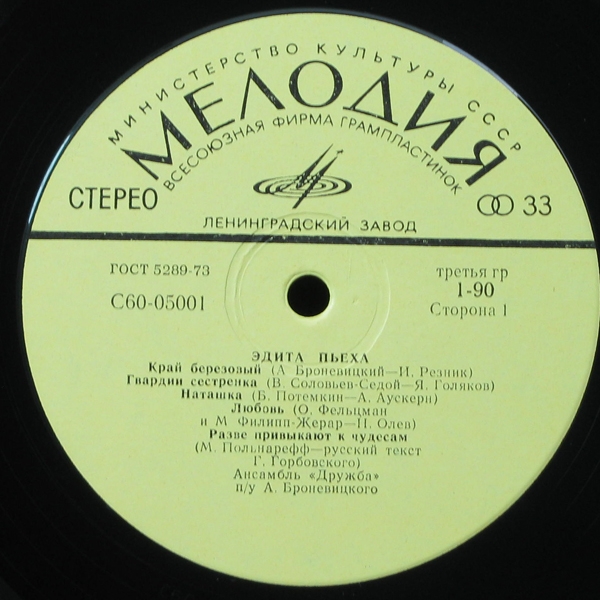 МИНИСТЕРСТВО КУЛЬТУРЫ СССР
МЕЛОДИЯ
ВСЕСОЮЗНАЯ ФИРМА ГРАМПЛАСТИНОК
СТЕРЕО
33
ЛЕНИНГРАДСКИЙ ЗАВОД
ГОСТ 5289-73
третья гр
1-90
С60-05001
Сторона 1
ЭДИТА ПЬЕХА
Край березовый (А Броневицкий—И. Резник)
Гвардии сестренка (В. Соловьев-Седой—Я. Голяков)
Наташка (Б. Потемкин—А. Аускерн)
Любовь (О. Фельцман
и М Филипп-Жерар—Н. Олев)
Разве привыкают к чудесам
(М. Польнарефф—русский текст
Г. Горбовского)
Ансамбль «Дружба»
п/у А. Броневицкого